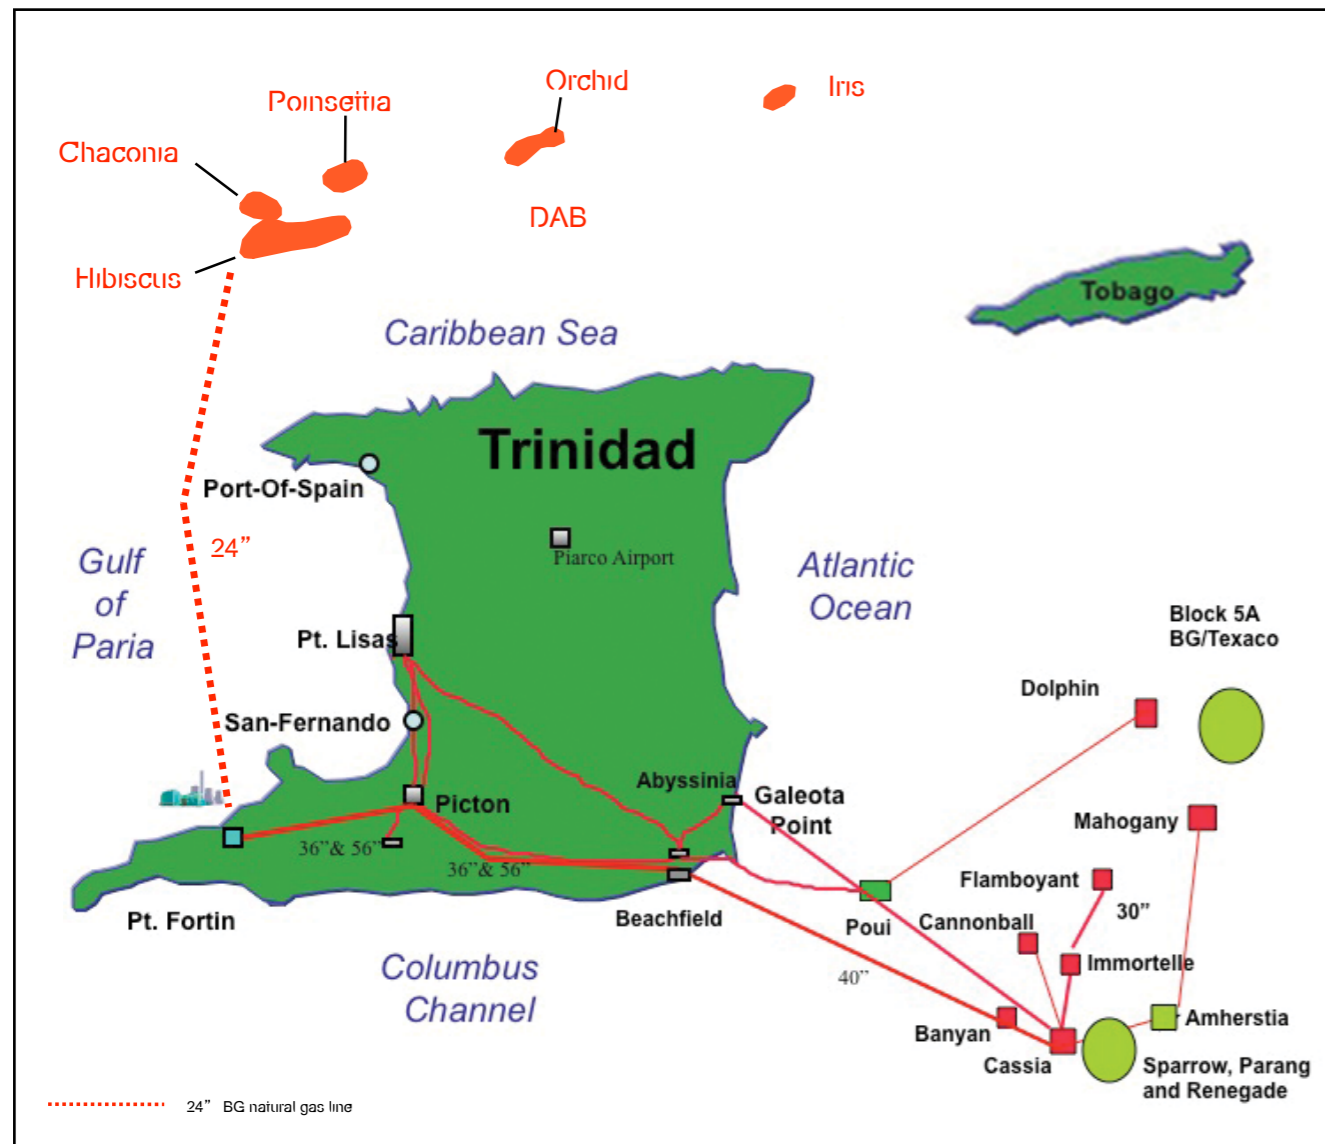 Orchid
Iris
Poinsettia
Chaconia
DAB
Hibiscus
Tobago
Caribbean Sea
Trinidad
Port-Of-Spain
24”
Piarco Airport
Gulf
of
Paria
Atlantic
Ocean
Block 5A
BG/Texaco
Pt. Lisas
Dolphin
San-Fernando
Abyssinia
Galeota
Point
Picton
Mahogany
36”& 56”
36”& 56”
Flamboyant
30”
Pt. Fortin
Beachfield
Poui
Cannonball
Immortelle
Columbus
Channel
40”
Banyan
Amherstia
Cassia
Sparrow, Parang
and Renegade
24” BG natural gas line